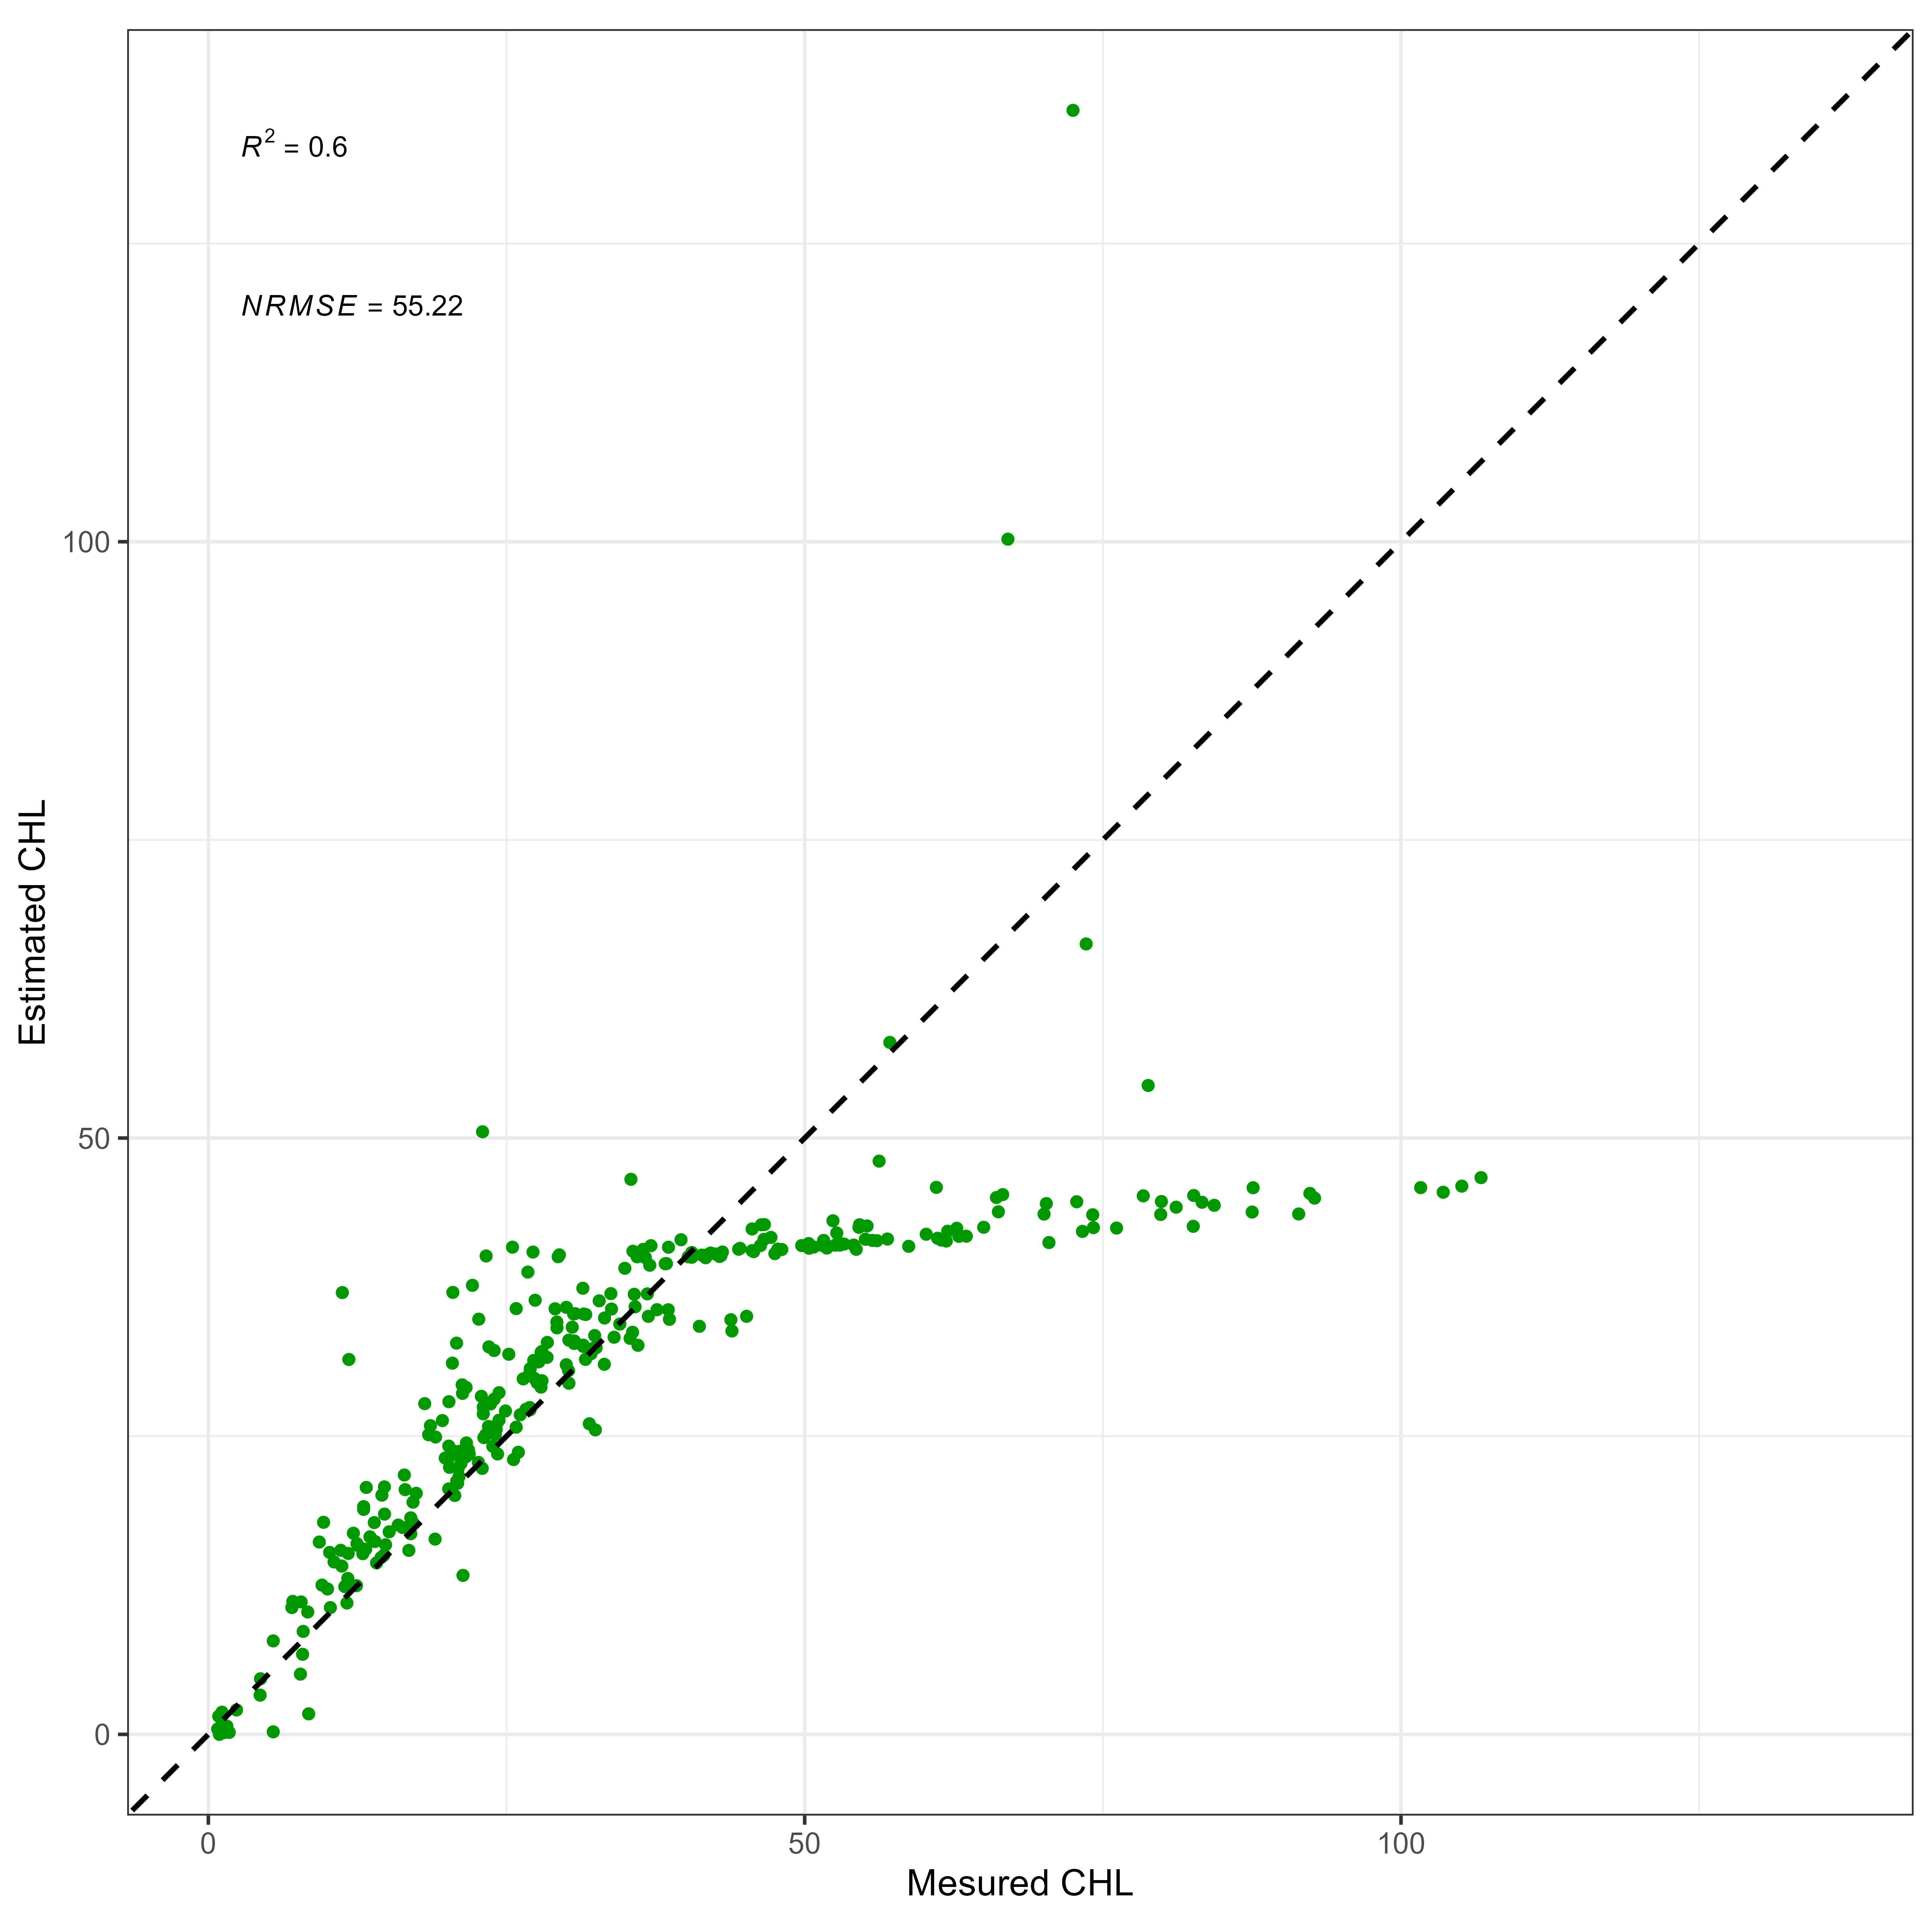 R² = 0.6
NRMSE = 55.22
Estimated CHL
100
50
0
0 50 100
Mesured CHL